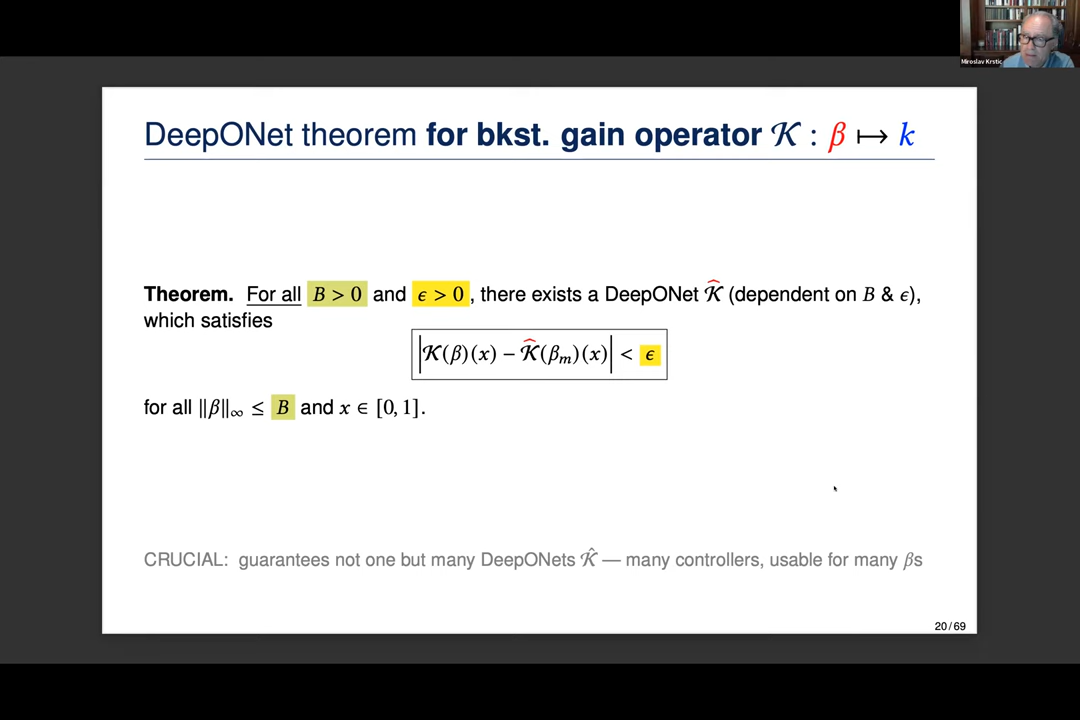 Miroslav Krstic
DeepONet theorem for bkst. gain operator 𝒦 : β ↦ k
Theorem. For all B > 0 and ϵ > 0, there exists a DeepONet 𝒦̂ (dependent on B & ϵ),
which satisfies
|𝒦(β)(x) − 𝒦̂(βₘ)(x)| < ϵ
for all ‖β‖∞ ≤ B and x ∈ [0, 1].
CRUCIAL: guarantees not one but many DeepONets 𝒦̂ — many controllers, usable for many βs
20/69